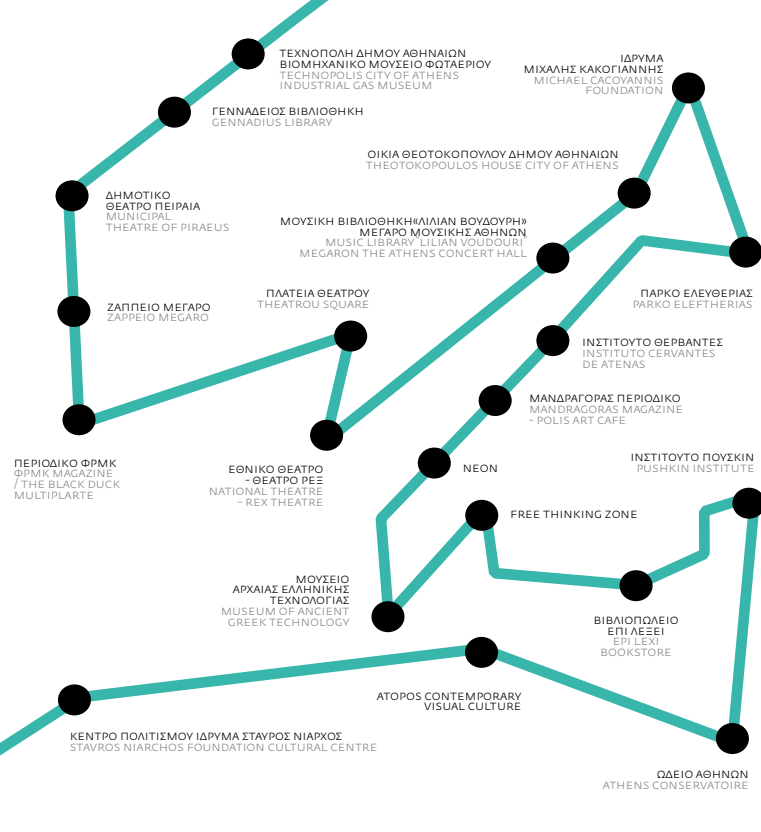 ΤΕΧΝΟΠΟΛΗ ΔΗΜΟΥ ΑΘΗΝΑΙΩΝ
ΒΙΟΜΗΧΑΝΙΚΟ ΜΟΥΣΕΙΟ ΦΩΤΑΕΡΙΟΥ
TECHNOPOLIS CITY OF ATHENS
INDUSTRIAL GAS MUSEUM
ΙΔΡΥΜΑ
ΜΙΧΑΛΗΣ ΚΑΚΟΓΙΑΝΝΗΣ
MICHAEL CACOYANNIS
FOUNDATION
ΓΕΝΝΑΔΕΙΟΣ ΒΙΒΛΙΟΘΗΚΗ
GENNADIUS LIBRARY
ΟΙΚΙΑ ΘΕΟΤΟΚΟΠΟΥΛΟΥ ΔΗΜΟΥ ΑΘΗΝΑΙΩΝ
THEOTOKOPOULOS HOUSE CITY OF ATHENS
ΔΗΜΟΤΙΚΟ
ΘΕΑΤΡΟ ΠΕΙΡΑΙΑ
MUNICIPAL
THEATRE OF PIRAEUS
ΜΟΥΣΙΚΗ ΒΙΒΛΙΟΘΗΚΗ«ΛΙΛΙΑΝ ΒΟΥΔΟΥΡΗ»
ΜΕΓΑΡΟ ΜΟΥΣΙΚΗΣ ΑΘΗΝΩΝ
MUSIC LIBRARY "LILIAN VOUDOURI"
MEGARON THE ATHENS CONCERT HALL
ΖΑΠΠΕΙΟ ΜΕΓΑΡΟ
ZAPPEIO MEGARO
ΠΛΑΤΕΙΑ ΘΕΑΤΡΟΥ
THEATROU SQUARE
ΠΑΡΚΟ ΕΛΕΥΘΕΡΙΑΣ
PARKO ELEFTHERIAS
ΙΝΣΤΙΤΟΥΤΟ ΘΕΡΒΑΝΤΕΣ
INSTITUTO CERVANTES
DE ATENAS
ΜΑΝΔΡΑΓΟΡΑΣ ΠΕΡΙΟΔΙΚΟ
MANDRAGORAS MAGAZINE
- POLIS ART CAFE
ΠΕΡΙΟΔΙΚΟ ΦΡΜΚ
ΦΡΜΚ MAGAZINE
/ THE BLACK DUCK
MULTIPLARTE
ΕΘΝΙΚΟ ΘΕΑΤΡΟ
- ΘΕΑΤΡΟ ΡΕΞ
NATIONAL THEATRE
- REX THEATRE
NEON
ΙΝΣΤΙΤΟΥΤΟ ΠΟΥΣΚΙΝ
PUSHKIN INSTITUTE
FREE THINKING ZONE
ΜΟΥΣΕΙΟ
ΑΡΧΑΙΑΣ ΕΛΛΗΝΙΚΗΣ
ΤΕΧΝΟΛΟΓΙΑΣ
MUSEUM OF ANCIENT
GREEK TECHNOLOGY
ΒΙΒΛΙΟΠΩΛΕΙΟ
ΕΠΙ ΛΕΞΕΙ
EPI LEXI
BOOKSTORE
ATOPOS CONTEMPORARY
VISUAL CULTURE
ΚΕΝΤΡΟ ΠΟΛΙΤΙΣΜΟΥ ΙΔΡΥΜΑ ΣΤΑΥΡΟΣ ΝΙΑΡΧΟΣ
STAVROS NIARCHOS FOUNDATION CULTURAL CENTRE
ΩΔΕΙΟ ΑΘΗΝΩΝ
ATHENS CONSERVATOIRE